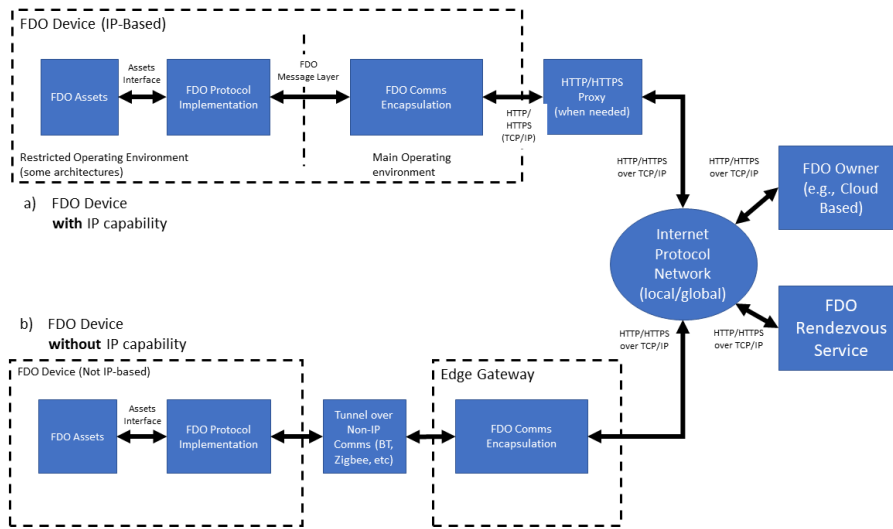 FDO Device (IP-Based)
Assets
Interface
FDO
Message Layer
FDO Assets
FDO Protocol
Implementation
FDO Comms
Encapsulation
HTTP/HTTPS
Proxy
(when needed)
HTTP/
HTTPS
(TCP/IP)
Restricted Operating Environment
(some architectures)
Main Operating
environment
HTTP/HTTPS
over TCP/IP
HTTP/HTTPS
over TCP/IP
FDO Owner
(e.g., Cloud
Based)
a) FDO Device
with IP capability
Internet
Protocol
Network
(local/global)
b) FDO Device
without IP capability
HTTP/HTTPS
over TCP/IP
HTTP/HTTPS
over TCP/IP
FDO
Rendezvous
Service
FDO Device (Not IP-based)
Edge Gateway
Assets
Interface
FDO Assets
FDO Protocol
Implementation
Tunnel over
Non-IP
Comms (BT,
Zigbee, etc)
FDO Comms
Encapsulation